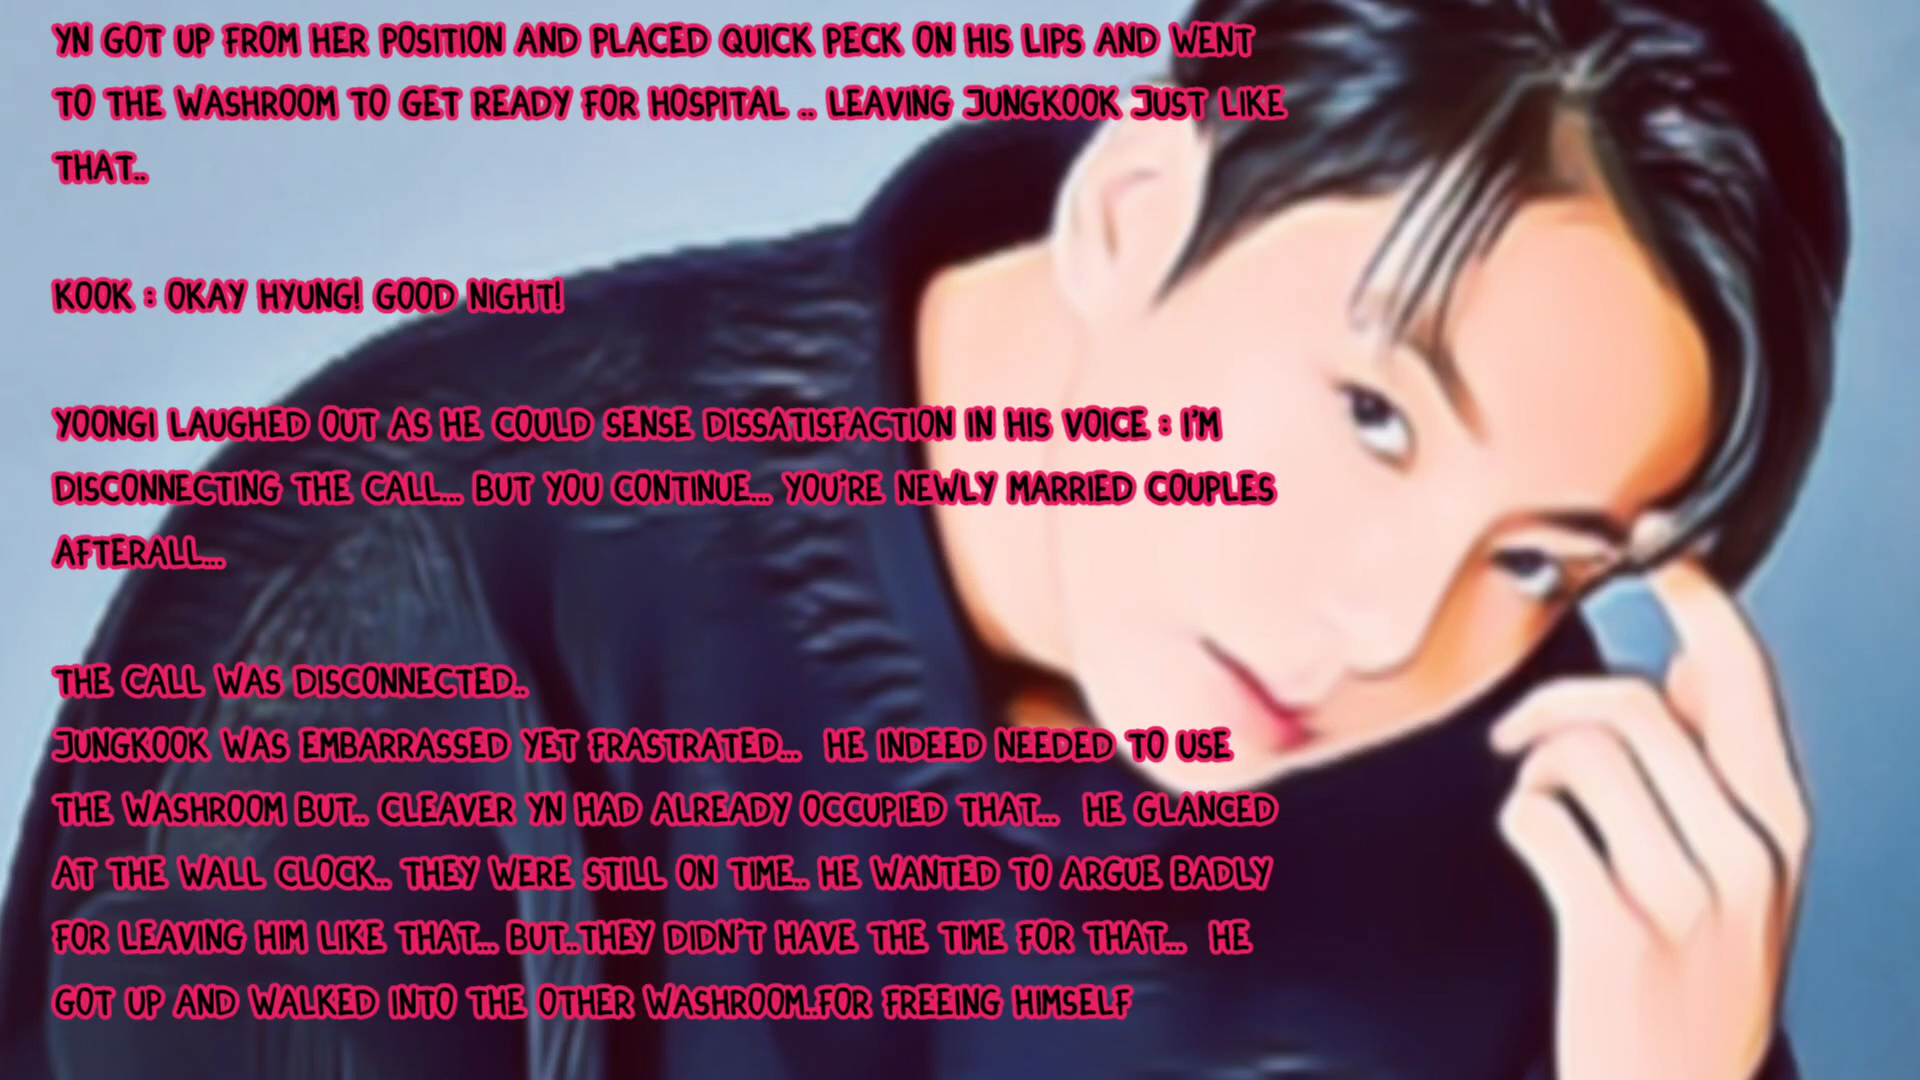 YN GOT UP FROM HER POSITION AND PLACED QUICK PECK ON HIS LIPS AND WENT
TO THE WASHROOM TO GET READY FOR HOSPITAL .. LEAVING JUNGKOOK JUST LIKE
THAT..
KOOK : OKAY HYUNG! GOOD NIGHT!
YOONGI LAUGHED OUT AS HE COULD SENSE DISSATISFACTION IN HIS VOICE : I'M
DISCONNECTING THE CALL... BUT YOU CONTINUE... YOU'RE NEWLY MARRIED COUPLES
AFTERALL...
THE CALL WAS DISCONNECTED..
JUNGKOOK WAS EMBARRASSED YET FRASTRATED... HE INDEED NEEDED TO USE
THE WASHROOM BUT.. CLEAVER YN HAD ALREADY OCCUPIED THAT... HE GLANCED
AT THE WALL CLOCK.. THEY WERE STILL ON TIME.. HE WANTED TO ARGUE BADLY
FOR LEAVING HIM LIKE THAT... BUT..THEY DIDN'T HAVE THE TIME FOR THAT... HE
GOT UP AND WALKED INTO THE OTHER WASHROOM..FOR FREEING HIMSELF